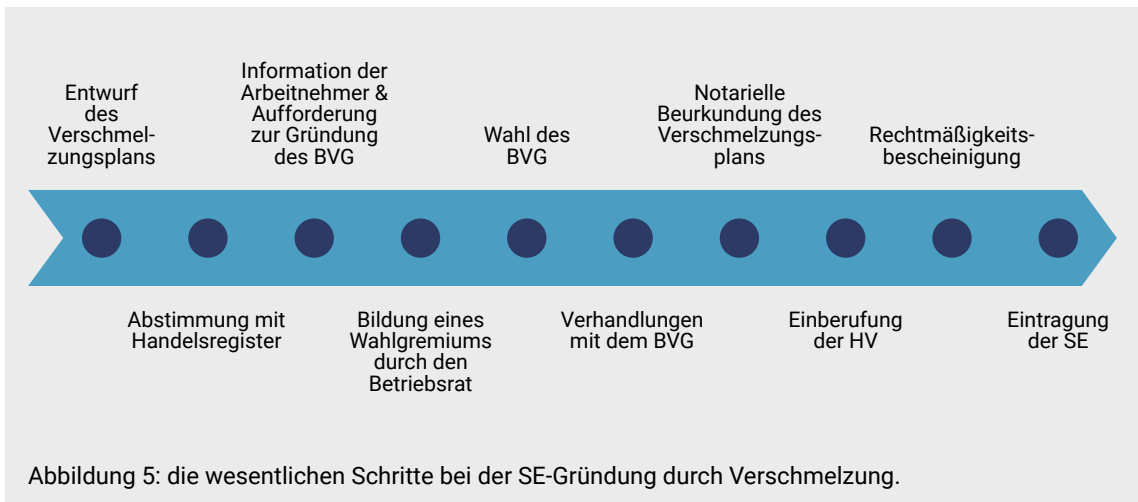 Entwurf
des
Verschmel-
zungsplans
Abstimmung mit
Handelsregister
Information der
Arbeitnehmer &
Aufforderung
zur Gründung
des BVG
Bildung eines
Wahlgremiums
durch den
Betriebsrat
Wahl des
BVG
Verhandlungen
mit dem BVG
Notarielle
Beurkundung des
Verschmelzungs-
plans
Einberufung
der HV
Rechtmäßigkeits-
bescheinigung
Eintragung
der SE
Abbildung 5: die wesentlichen Schritte bei der SE-Gründung durch Verschmelzung.